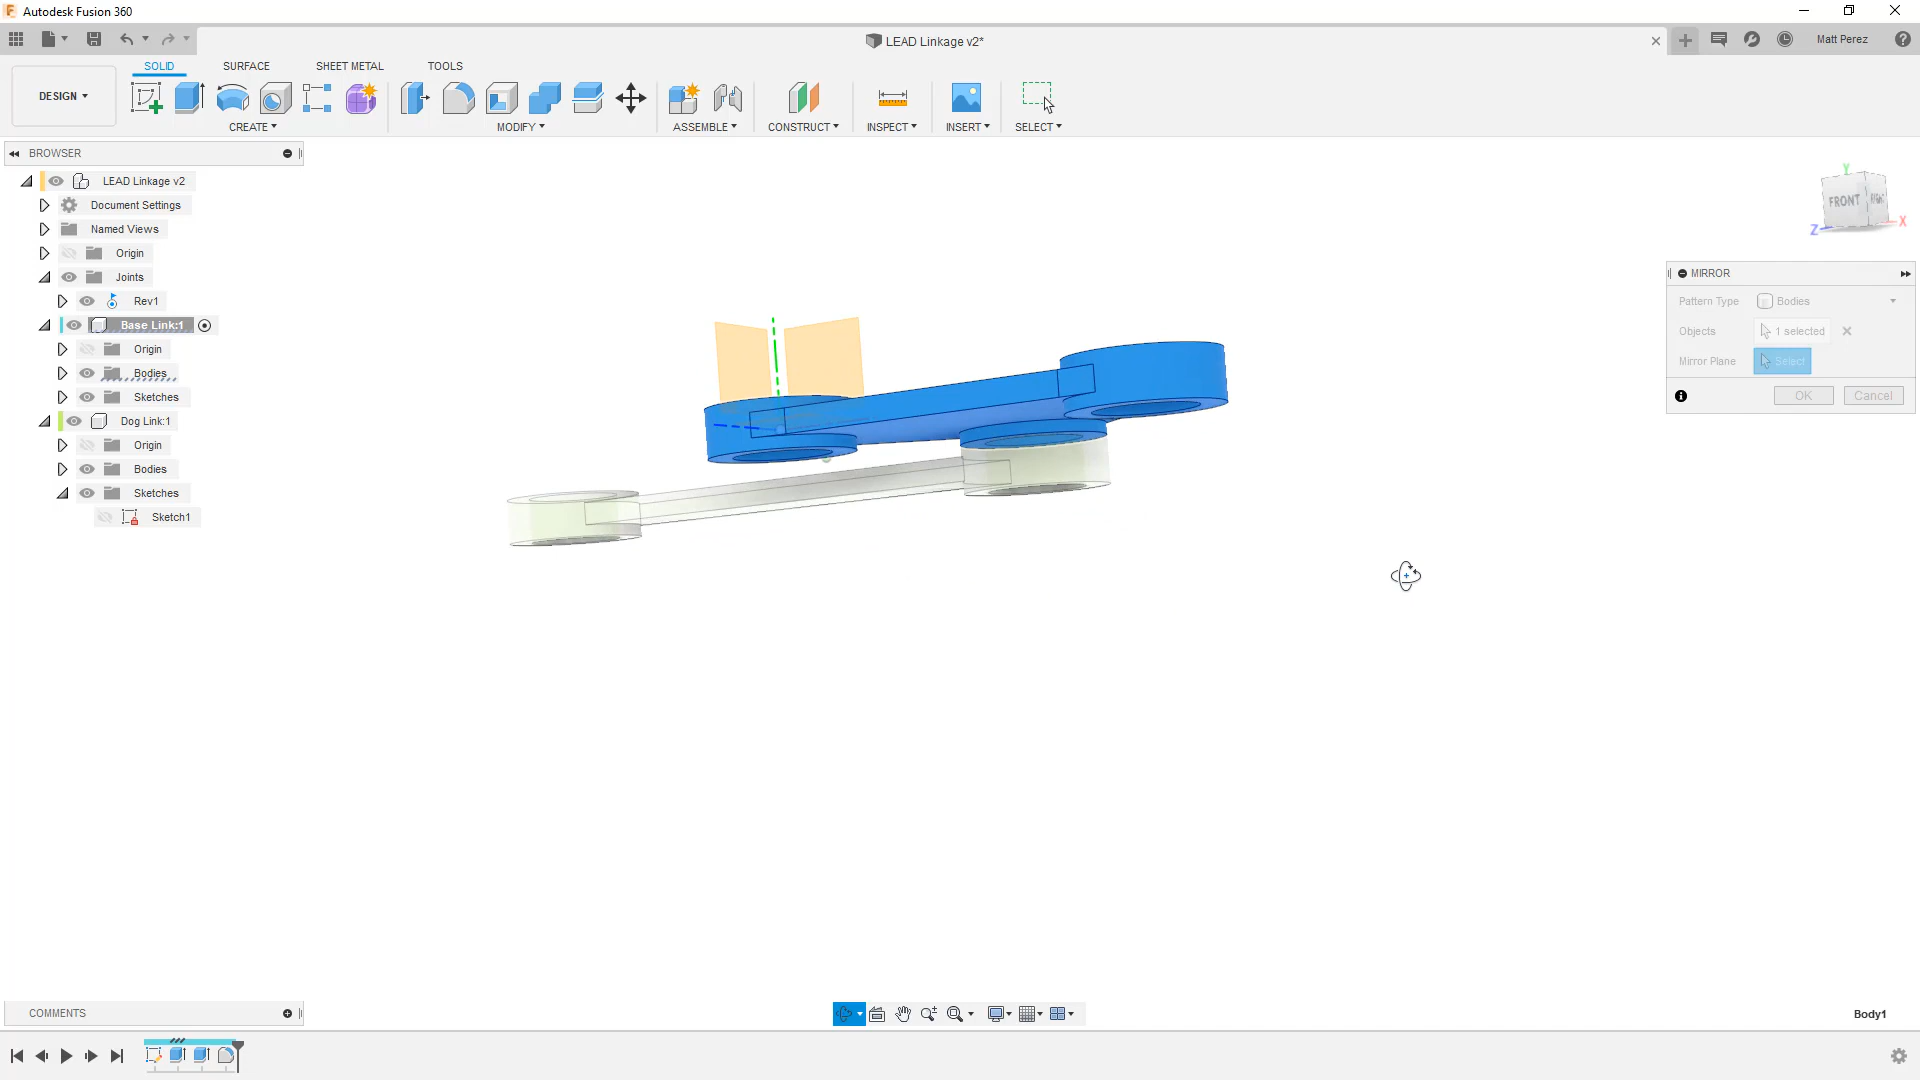 Autodesk Fusion 360
LEAD Linkage v2*
Matt Perez
DESIGN
SOLID
SURFACE
SHEET METAL
TOOLS
CREATE
MODIFY
ASSEMBLE
CONSTRUCT
INSPECT
INSERT
SELECT
BROWSER
LEAD Linkage v2
Document Settings
Named Views
Origin
Joints
Rev1
Base Link:1
Origin
Bodies
Sketches
Dog Link:1
Origin
Bodies
Sketches
Sketch1
Y
FRONT
RIGHT
X
Z
MIRROR
Pattern Type Bodies
Objects 1 selected
Mirror Plane Select
OK Cancel
COMMENTS
Body1